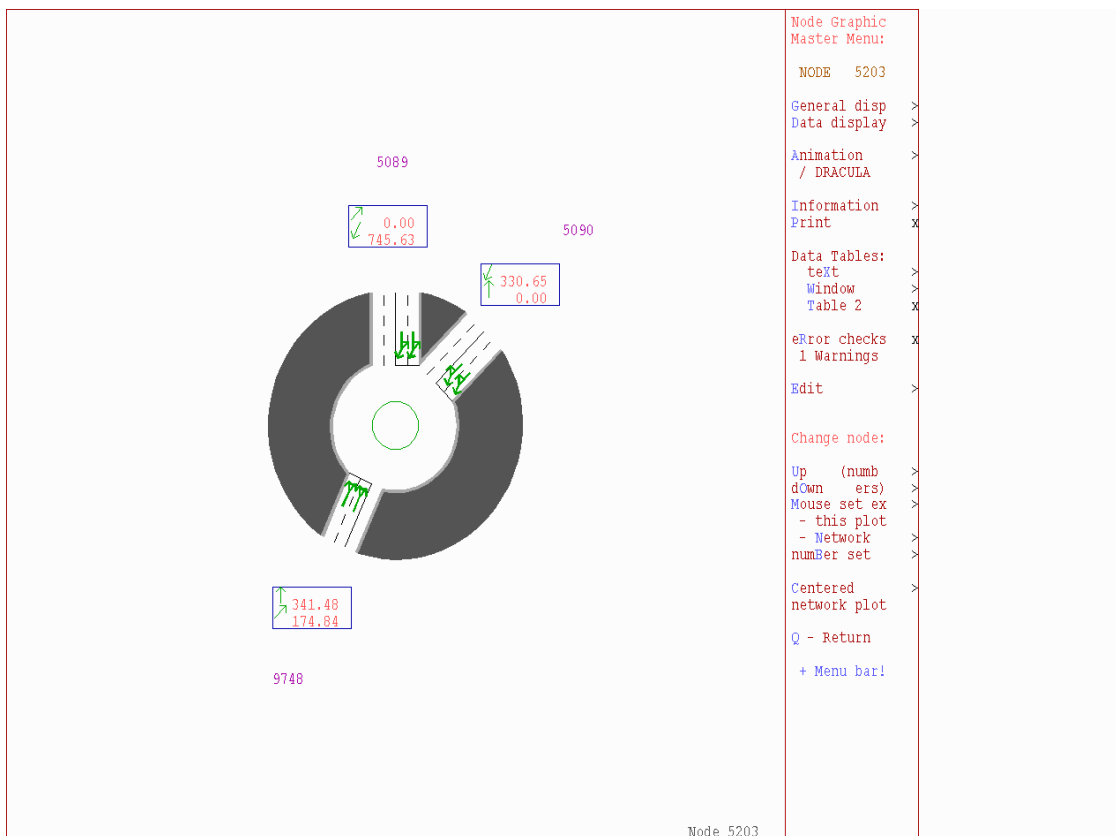 5089
0.00
745.63
5090
330.65
0.00
341.48
174.84
9748
Node 5203
Node Graphic
Master Menu:
NODE 5203
General disp >
Data display >
Animation >
/ DRACULA
Information >
Print x
Data Tables:
teXt >
Window >
Table 2 x
eRror checks x
1 Warnings
Edit >
Change node:
Up (numb >
dOwn ers) >
Mouse set ex >
- this plot
- Network >
numBer set >
Centered >
network plot
Q - Return
+ Menu bar!